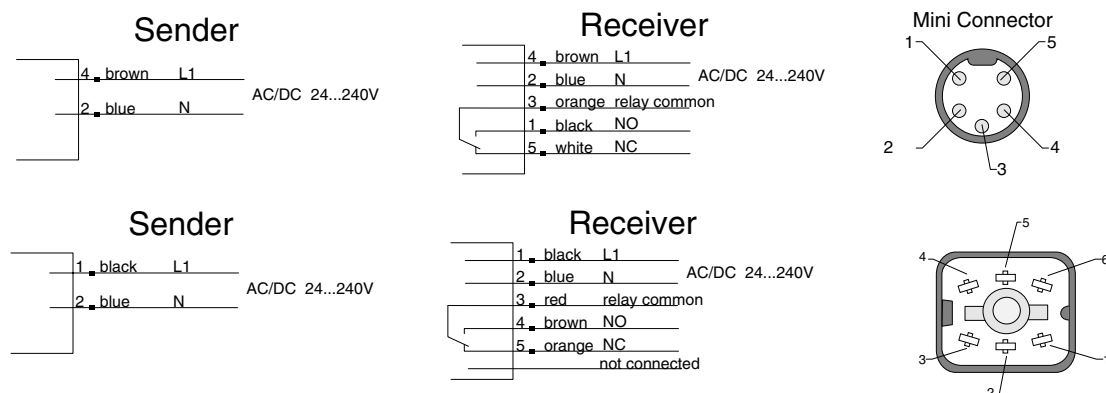 Sender
4 brown L1
2 blue N
AC/DC 24...240V
Receiver
4 brown L1
2 blue N
AC/DC 24...240V
3 orange relay common
1 black NO
5 white NC
Mini Connector
1
5
2
4
3
Sender
1 black L1
2 blue N
AC/DC 24...240V
Receiver
1 black L1
2 blue N
AC/DC 24...240V
3 red relay common
4 brown NO
5 orange NC
not connected
5
4
6
3
1
2